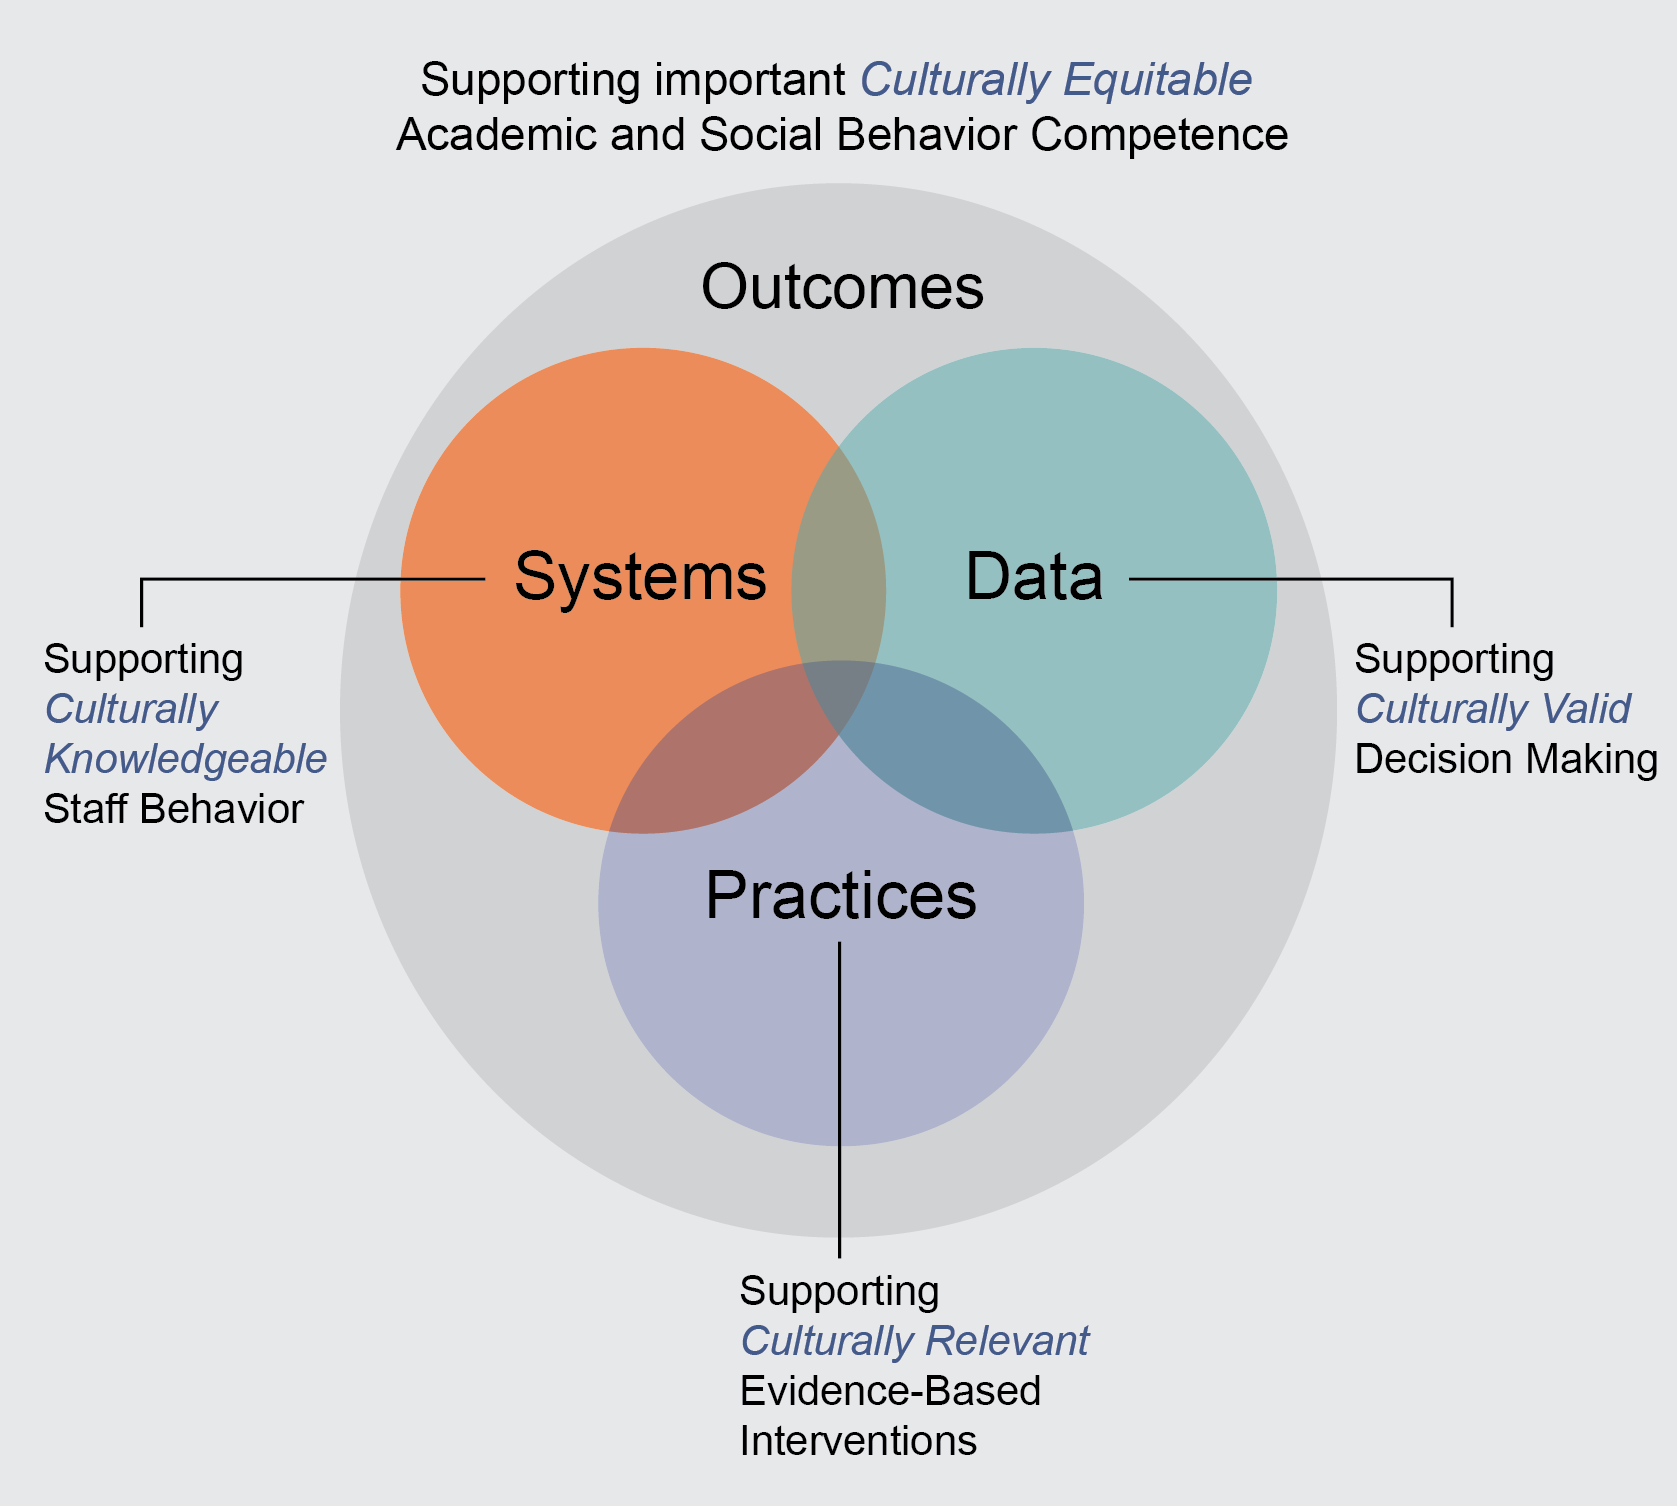 Supporting important Culturally Equitable
Academic and Social Behavior Competence
Outcomes
Systems
Data
Supporting
Culturally
Knowledgeable
Staff Behavior
Supporting
Culturally Valid
Decision Making
Practices
Supporting
Culturally Relevant
Evidence-Based
Interventions